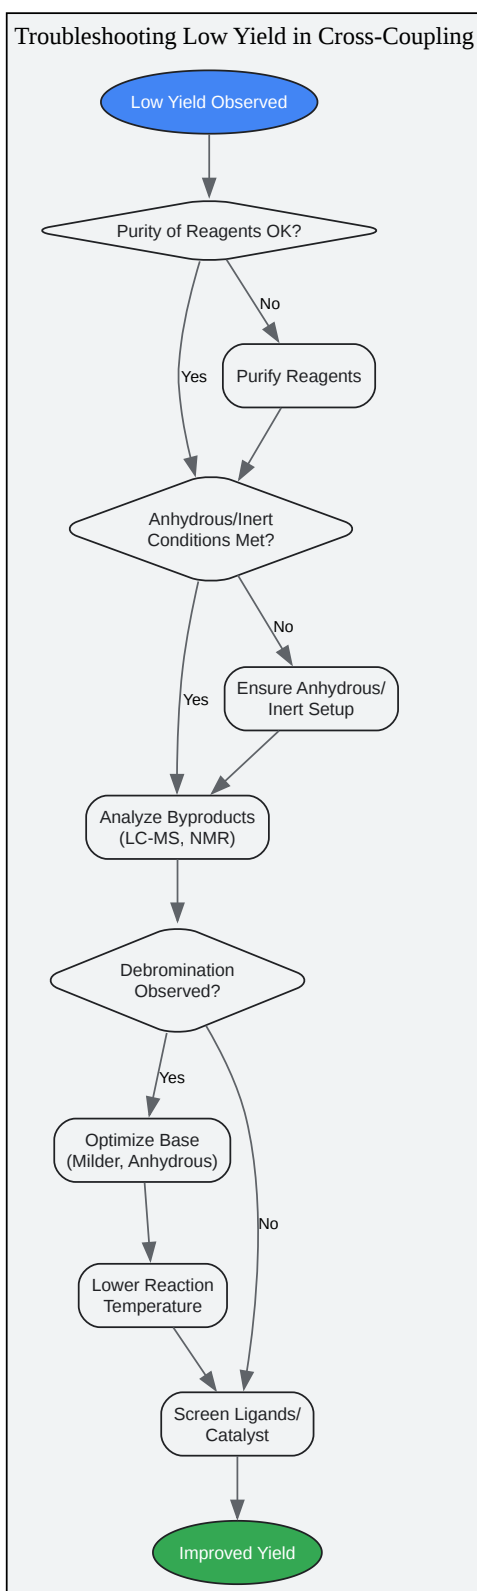 Troubleshooting Low Yield in Cross-Coupling
Low Yield Observed
Purity of Reagents OK?
No
Yes
Purify Reagents
Anhydrous/Inert
Conditions Met?
No
Ensure Anhydrous/
Inert Setup
Yes
Analyze Byproducts
(LC-MS, NMR)
Debromination
Observed?
Yes
Optimize Base
(Milder, Anhydrous)
No
Lower Reaction
Temperature
Screen Ligands/
Catalyst
Improved Yield